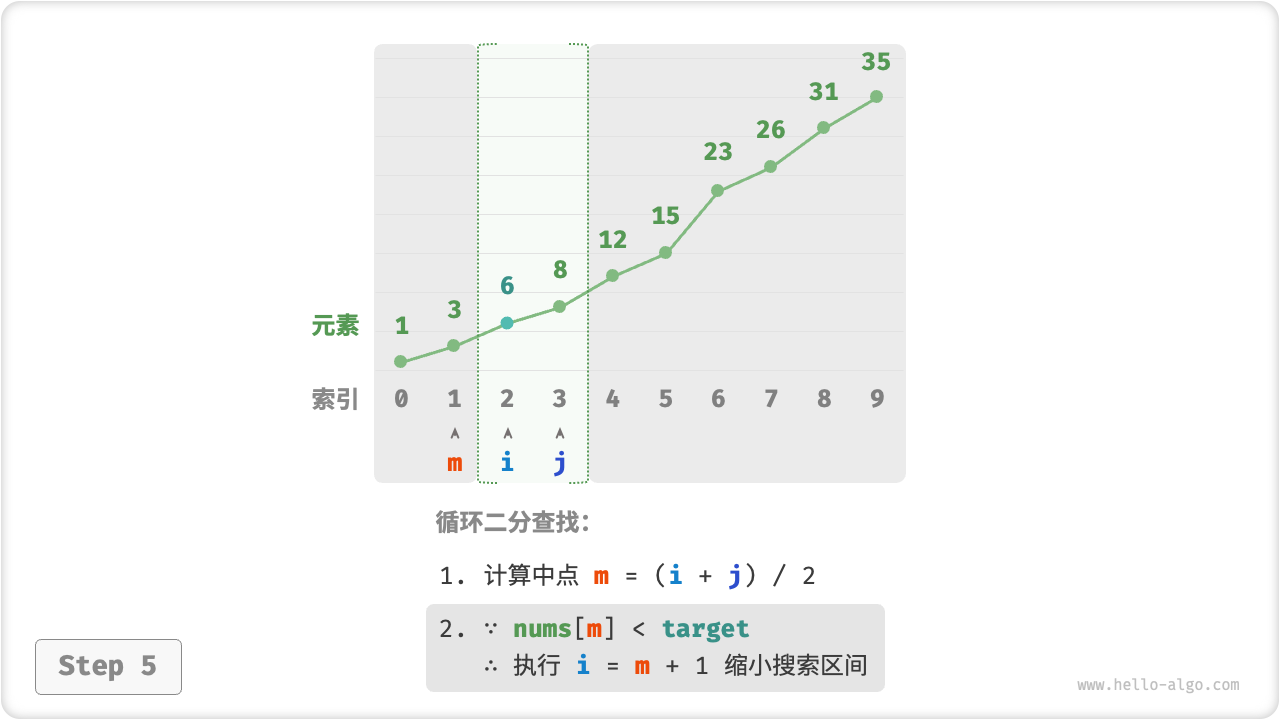 35
31
26
23
15
12
8
6
3
元素 1
索引 0 1 2 3 4 5 6 7 8 9
m i j
循环二分查找：
1. 计算中点 m = (i + j) / 2
2. ∵ nums[m] < target
∴ 执行 i = m + 1 缩小搜索区间
Step 5
www.hello-algo.com